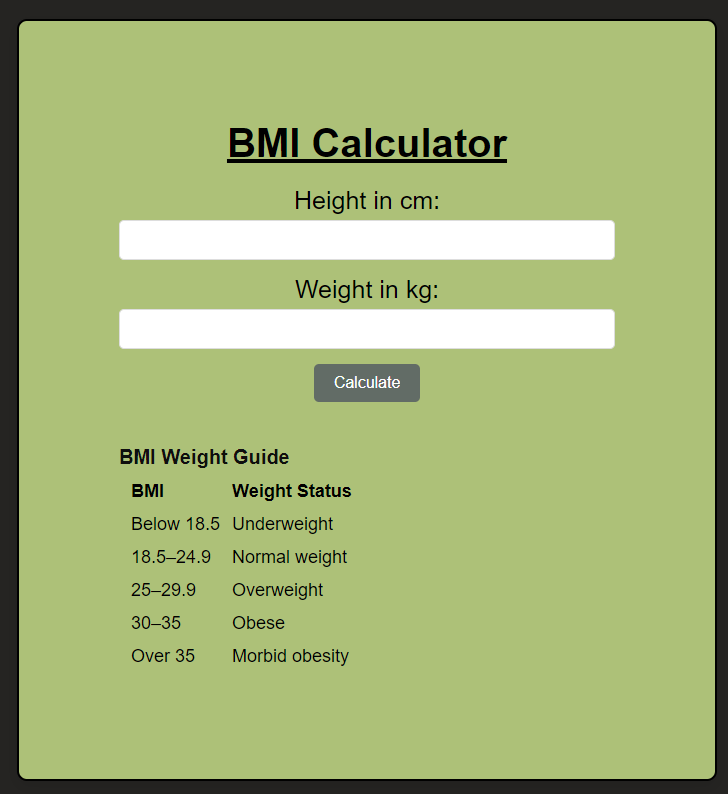 BMI Calculator
Height in cm:
Weight in kg:
Calculate
BMI Weight Guide
BMI Weight Status
Below 18.5 Underweight
18.5–24.9 Normal weight
25–29.9 Overweight
30–35 Obese
Over 35 Morbid obesity